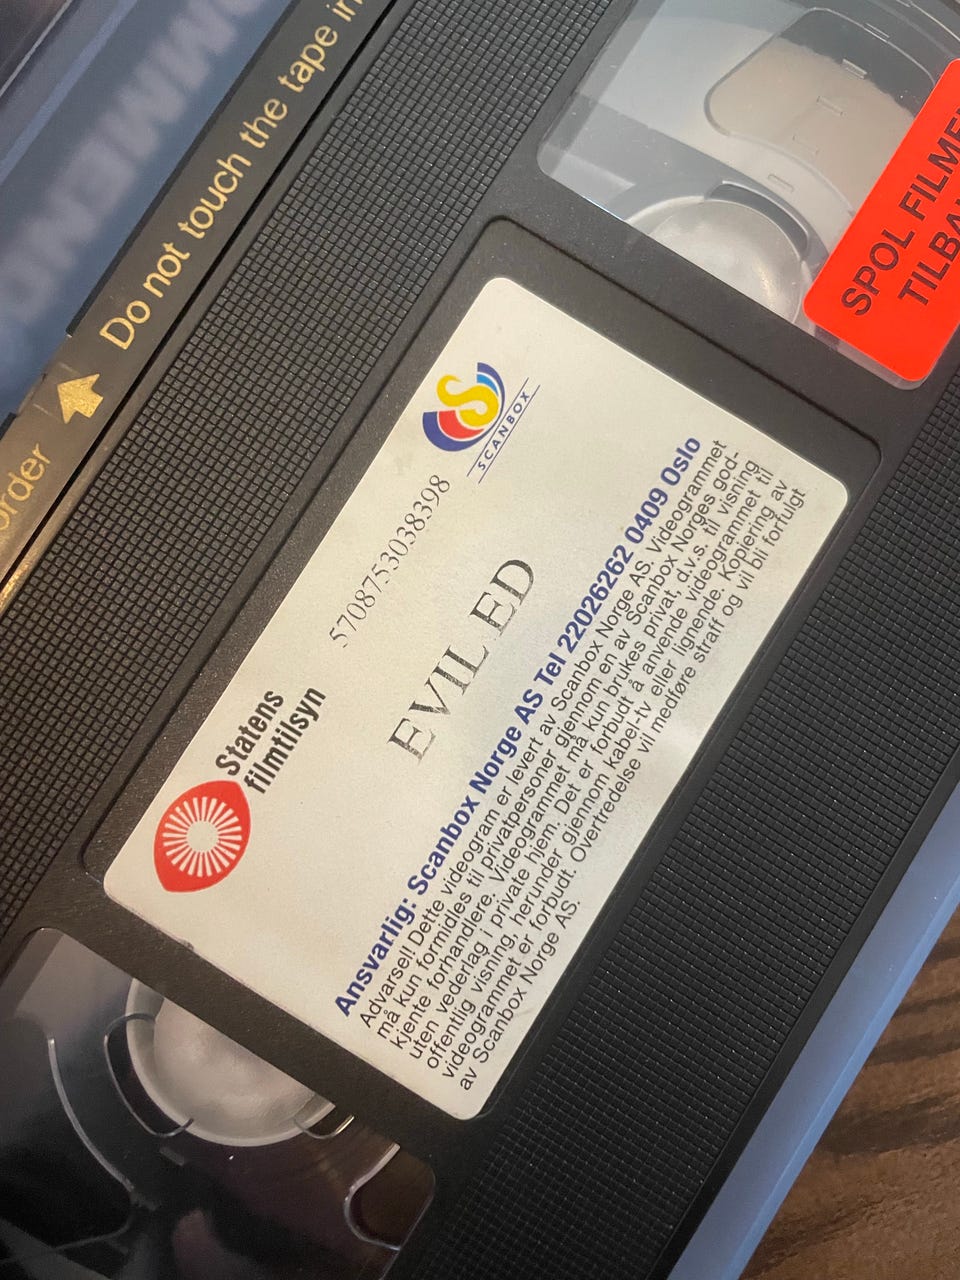 Do not touch the tape in
order
SPOL FILMEN
SCANBOX
5708753038398
Statens
filmtilsyn
EVIL ED
Ansvarlig: Scanbox Norge AS Tel 22026262 0409 Oslo
Advarsel! Dette videogram er levert av Scanbox Norge AS. Videogrammet
må kun formidles til privatpersoner gjennom en av Scanbox Norges god-
kjente forhandlere. Videogrammet må kun brukes privat, d.v.s. til visning
uten vederlag i private hjem. Det er forbudt å anvende videogrammet til
offentlig visning, herunder gjennom kabel-tv eller lignende. Kopiering av
videogrammet er forbudt. Overtredelse vil medføre straff og vil bli forfulgt
av Scanbox Norge AS.